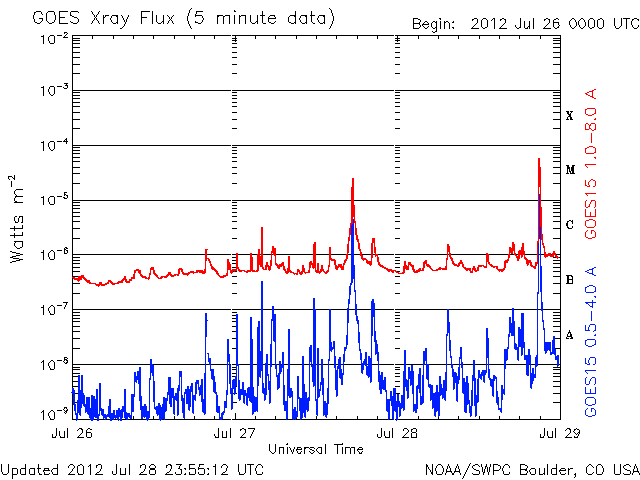 GOES Xray Flux (5 minute data)
Begin: 2012 Jul 26 0000 UTC
10⁻²
10⁻³
10⁻⁴
10⁻⁵
10⁻⁶
10⁻⁷
10⁻⁸
10⁻⁹
Watts m⁻²
X
M
C
B
A
GOES15 1.0-8.0 A
GOES15 0.5-4.0 A
Jul 26
Jul 27
Jul 28
Jul 29
Universal Time
Updated 2012 Jul 28 23:55:12 UTC
NOAA/SWPC Boulder, CO USA